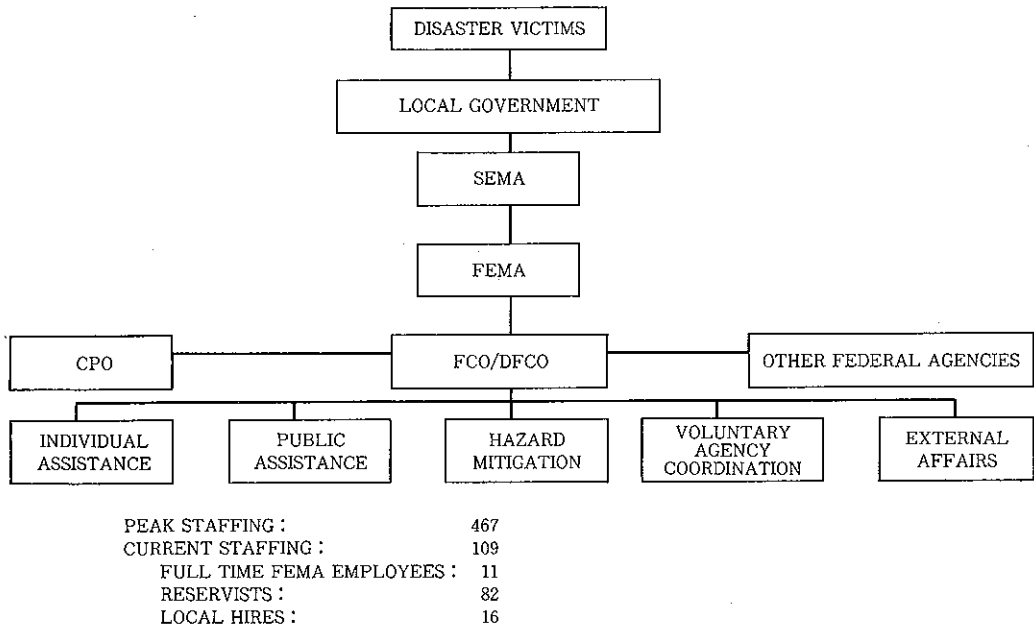 DISASTER VICTIMS
LOCAL GOVERNMENT
SEMA
FEMA
CPO
FCO/DFCO
OTHER FEDERAL AGENCIES
INDIVIDUAL
ASSISTANCE
PUBLIC
ASSISTANCE
HAZARD
MITIGATION
VOLUNTARY
AGENCY
COORDINATION
EXTERNAL
AFFAIRS
PEAK STAFFING: 467
CURRENT STAFFING: 109
FULL TIME FEMA EMPLOYEES: 11
RESERVISTS: 82
LOCAL HIRES: 16